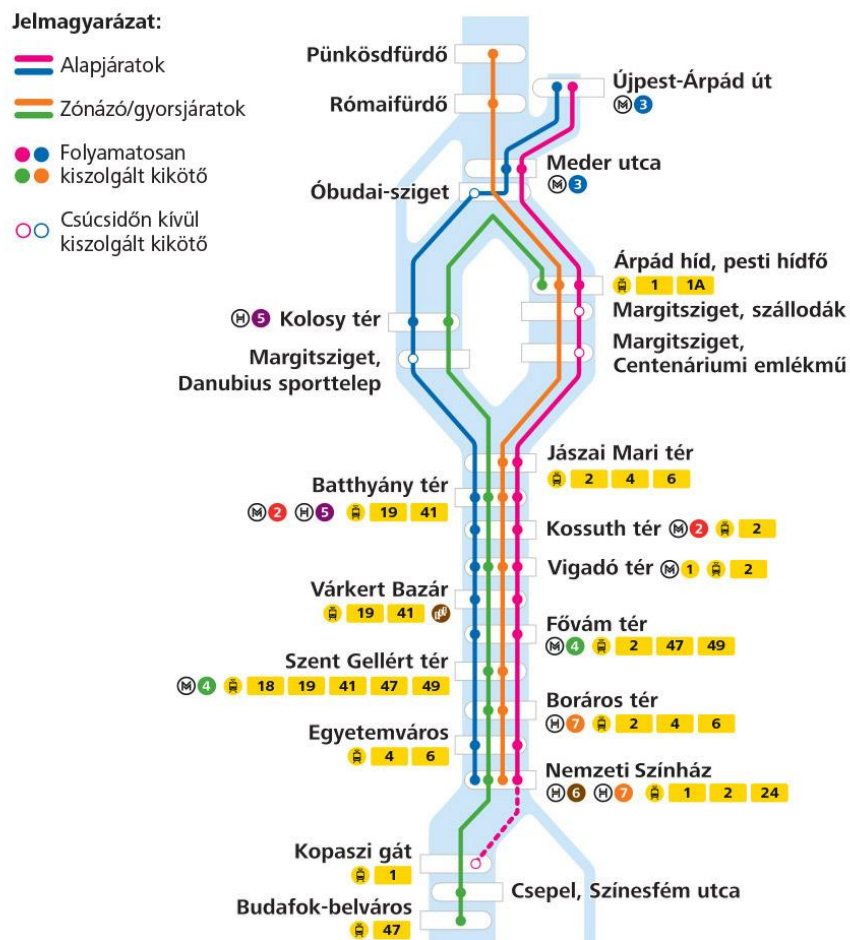 Jelmagyarázat:
Alapjáratok
Zónázó/gyorsjáratok
Folyamatosan
kiszolgált kikötő
Csúcsidőn kívül
kiszolgált kikötő
Pünkösdfürdő
Rómaifürdő
Újpest-Árpád út
M 3
Meder utca
M 3
Óbudai-sziget
Árpád híd, pesti hídfő
1 1A
Margitsziget, szállodák
H 5 Kolosy tér
Margitsziget,
Centenáriumi emlékmű
Margitsziget,
Danubius sporttelep
Jászai Mari tér
2 4 6
Batthyány tér
M 2 H 5 19 41
Kossuth tér M 2 2
Vigadó tér M 1 2
Várkert Bazár
19 41
Fővám tér
M 4 2 47 49
Szent Gellért tér
M 4 18 19 41 47 49
Boráros tér
H 7 2 4 6
Egyetemváros
4 6
Nemzeti Színház
H 6 H 7 1 2 24
Kopaszi gát
1
Csepel, Színesfém utca
Budafok-belváros
47